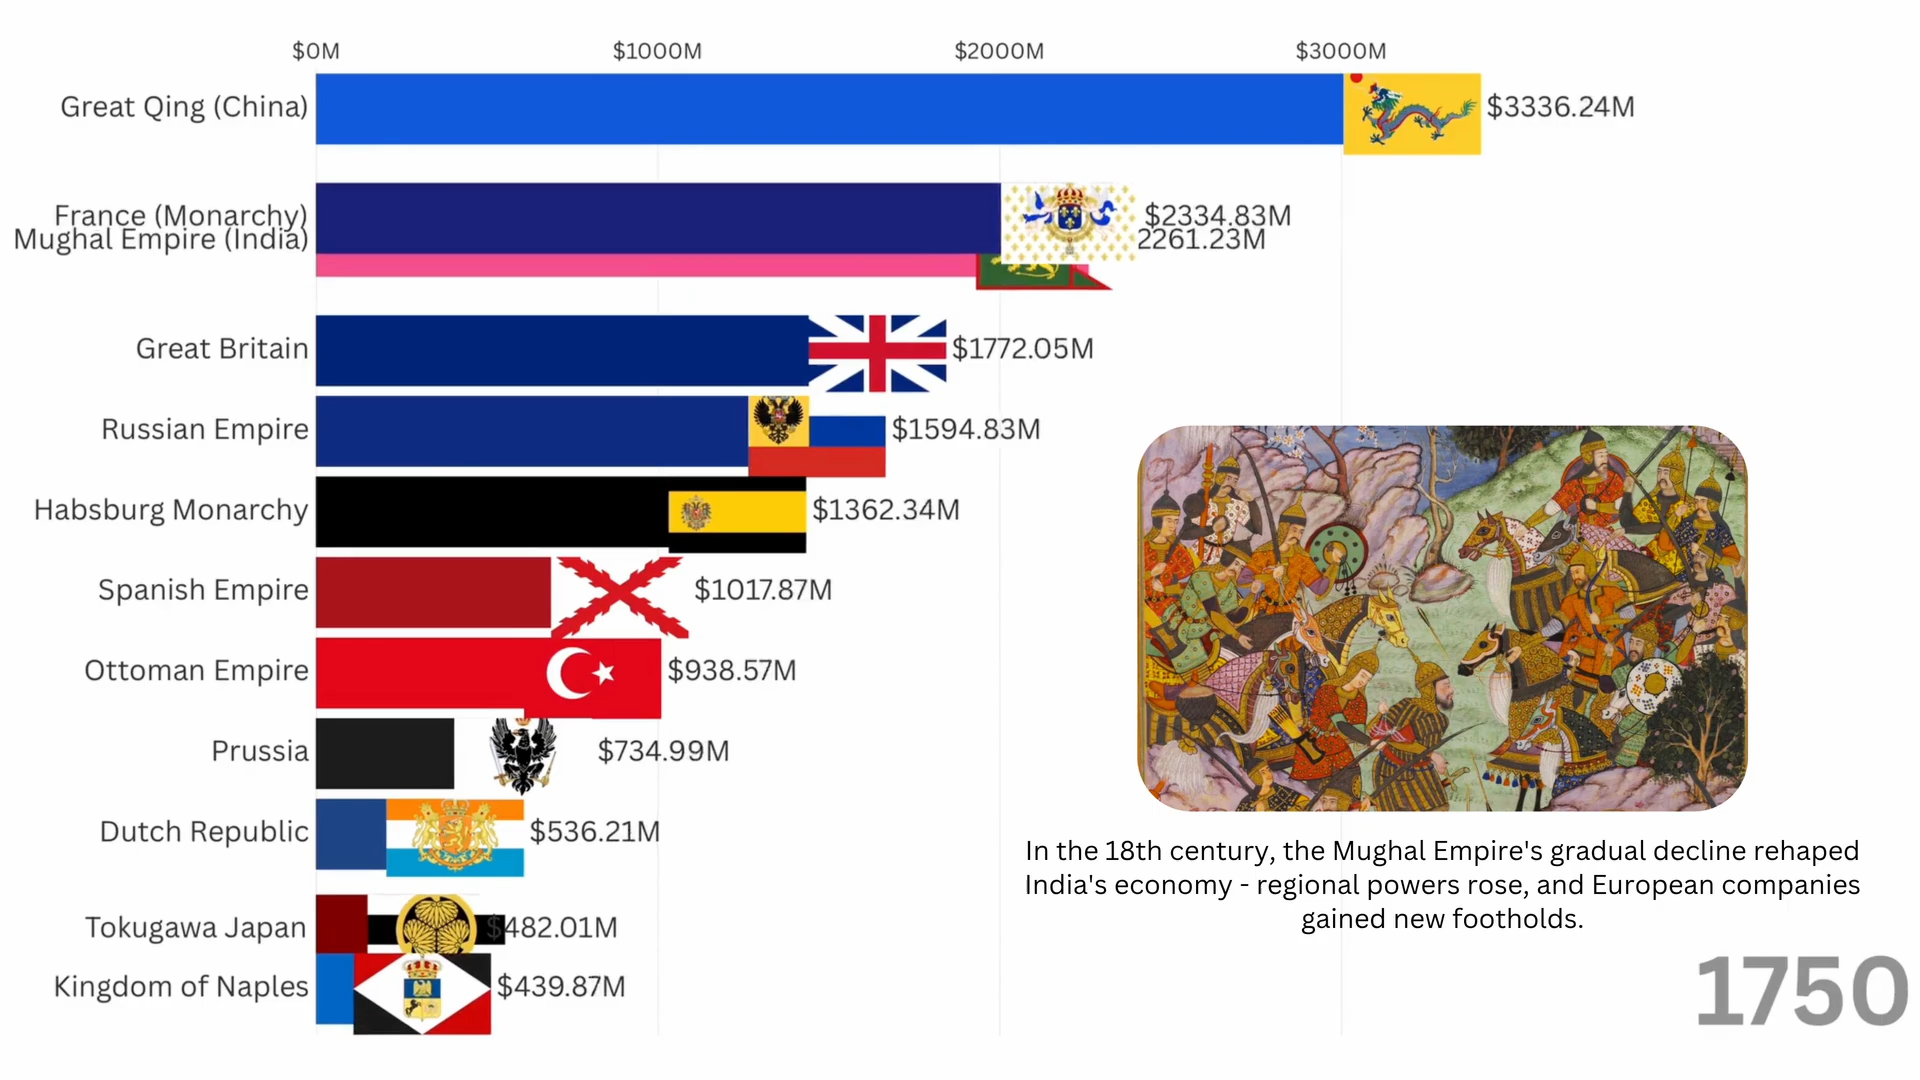 $0M $1000M $2000M $3000M
Great Qing (China) $3336.24M
France (Monarchy) $2334.83M
Mughal Empire (India) 2261.23M
Great Britain $1772.05M
Russian Empire $1594.83M
Habsburg Monarchy $1362.34M
Spanish Empire $1017.87M
Ottoman Empire $938.57M
Prussia $734.99M
Dutch Republic $536.21M
Tokugawa Japan $482.01M
Kingdom of Naples $439.87M
In the 18th century, the Mughal Empire's gradual decline rehaped
India's economy - regional powers rose, and European companies
gained new footholds.
1750